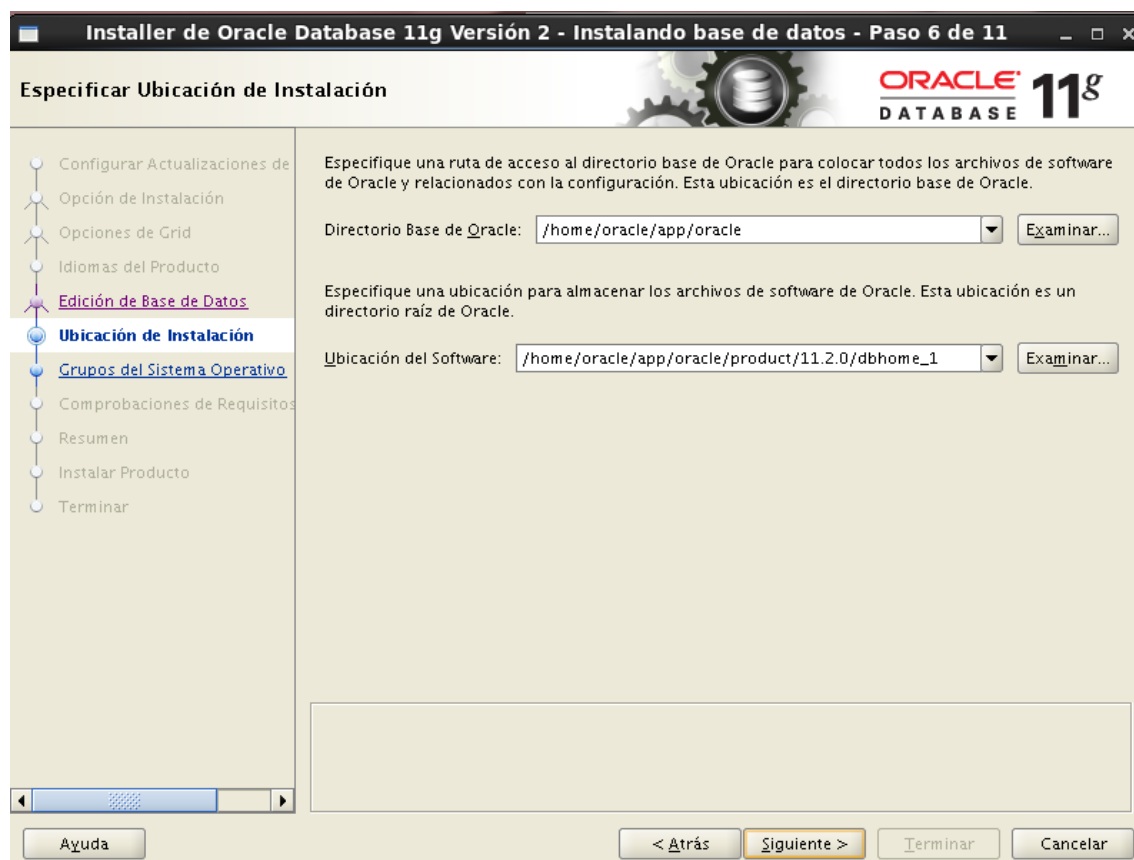 Installer de Oracle Database 11g Versión 2 - Instalando base de datos - Paso 6 de 11
Especificar Ubicación de Instalación
ORACLE
DATABASE
11g
Configurar Actualizaciones de
Opción de Instalación
Opciones de Grid
Idiomas del Producto
Edición de Base de Datos
Ubicación de Instalación
Grupos del Sistema Operativo
Comprobaciones de Requisitos
Resumen
Instalar Producto
Terminar
Especifique una ruta de acceso al directorio base de Oracle para colocar todos los archivos de software
de Oracle y relacionados con la configuración. Esta ubicación es el directorio base de Oracle.
Directorio Base de Oracle: /home/oracle/app/oracle Examinar...
Especifique una ubicación para almacenar los archivos de software de Oracle. Esta ubicación es un
directorio raíz de Oracle.
Ubicación del Software: /home/oracle/app/oracle/product/11.2.0/dbhome_1 Examinar...
Ayuda < Atrás Siguiente > Terminar Cancelar